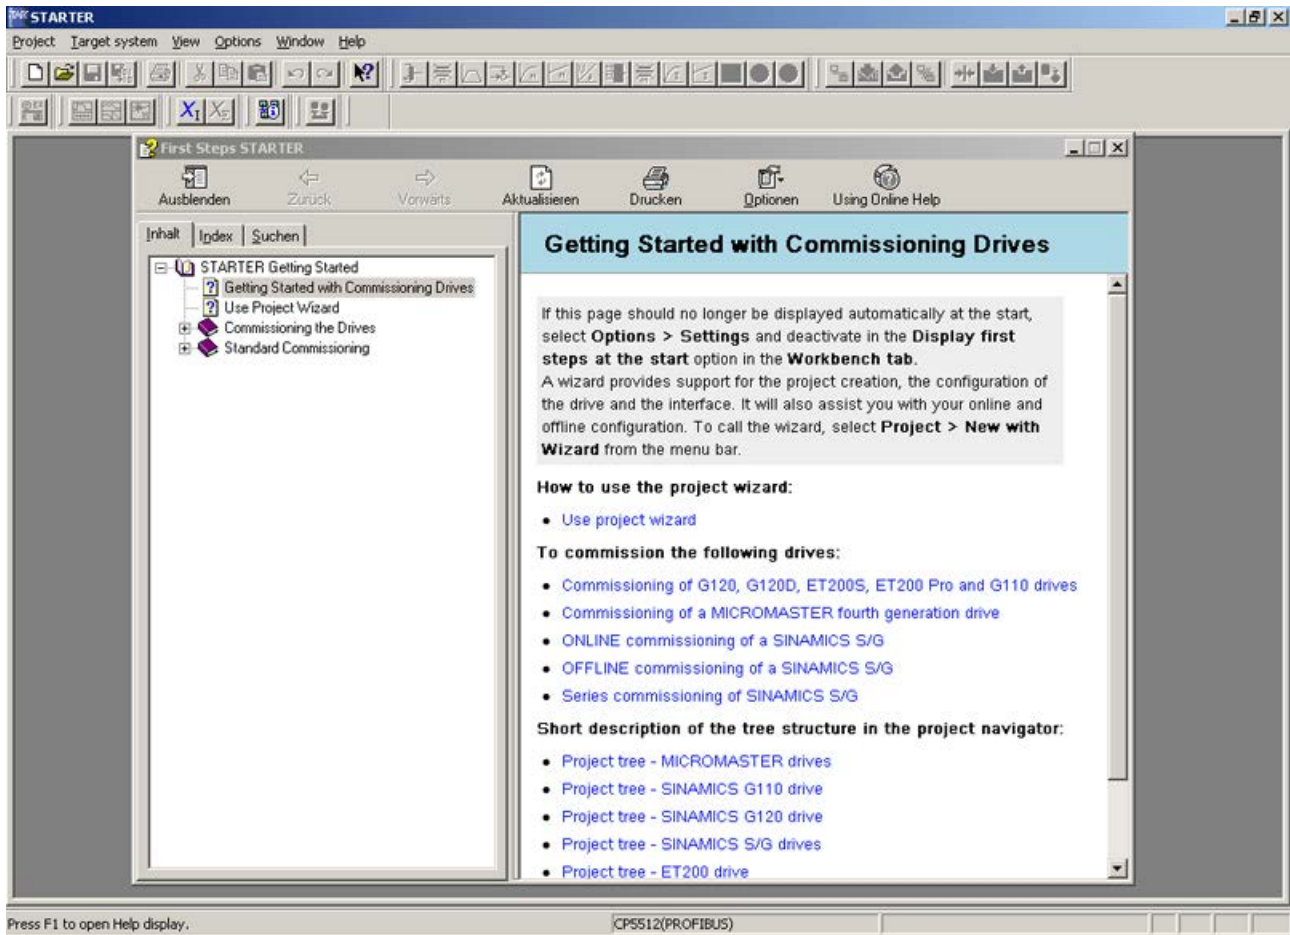 STARTER
Project Target system View Options Window Help
First Steps STARTER
Ausblenden Zurück Vorwärts Aktualisieren Drucken Optionen Using Online Help
Inhalt Index Suchen
STARTER Getting Started
Getting Started with Commissioning Drives
Use Project Wizard
Commissioning the Drives
Standard Commissioning
Getting Started with Commissioning Drives
If this page should no longer be displayed automatically at the start,
select Options > Settings and deactivate in the Display first
steps at the start option in the Workbench tab.
A wizard provides support for the project creation, the configuration of
the drive and the interface. It will also assist you with your online and
offline configuration. To call the wizard, select Project > New with
Wizard from the menu bar.
How to use the project wizard:
• Use project wizard
To commission the following drives:
• Commissioning of G120, G120D, ET200S, ET200 Pro and G110 drives
• Commissioning of a MICROMASTER fourth generation drive
• ONLINE commissioning of a SINAMICS S/G
• OFFLINE commissioning of a SINAMICS S/G
• Series commissioning of SINAMICS S/G
Short description of the tree structure in the project navigator:
• Project tree - MICROMASTER drives
• Project tree - SINAMICS G110 drive
• Project tree - SINAMICS G120 drive
• Project tree - SINAMICS S/G drives
• Project tree - ET200 drive
Press F1 to open Help display.
CP5512(PROFIBUS)